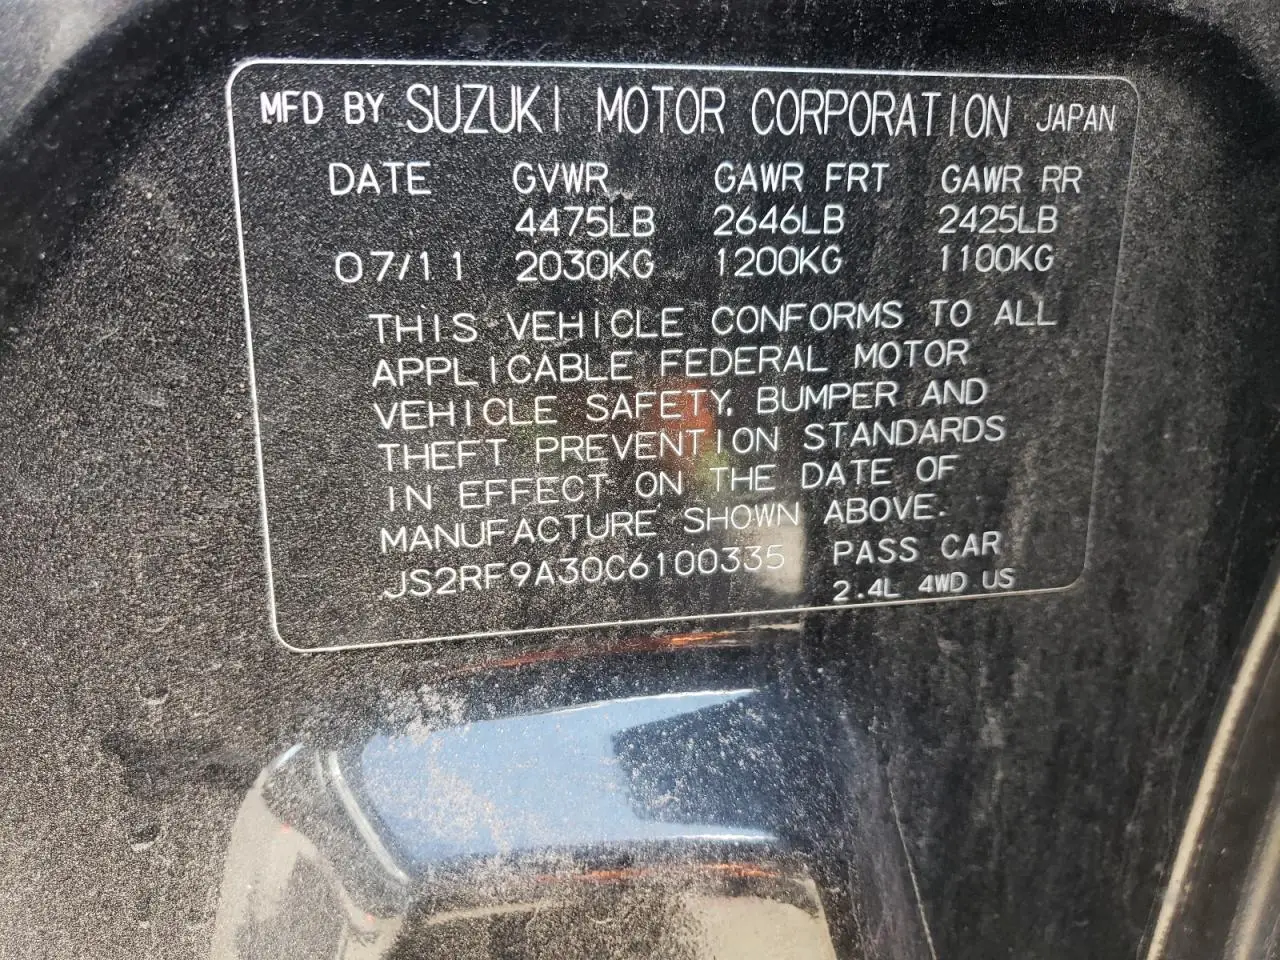 MFD BY SUZUKI MOTOR CORPORATION JAPAN
DATE GVWR GAWR FRT GAWR RR
4475LB 2646LB 2425LB
07/11 2030KG 1200KG 1100KG
THIS VEHICLE CONFORMS TO ALL
APPLICABLE FEDERAL MOTOR
VEHICLE SAFETY, BUMPER AND
THEFT PREVENTION STANDARDS
IN EFFECT ON THE DATE OF
MANUFACTURE SHOWN ABOVE.
JS2RF9A30C6100335 PASS CAR
2.4L 4WD US